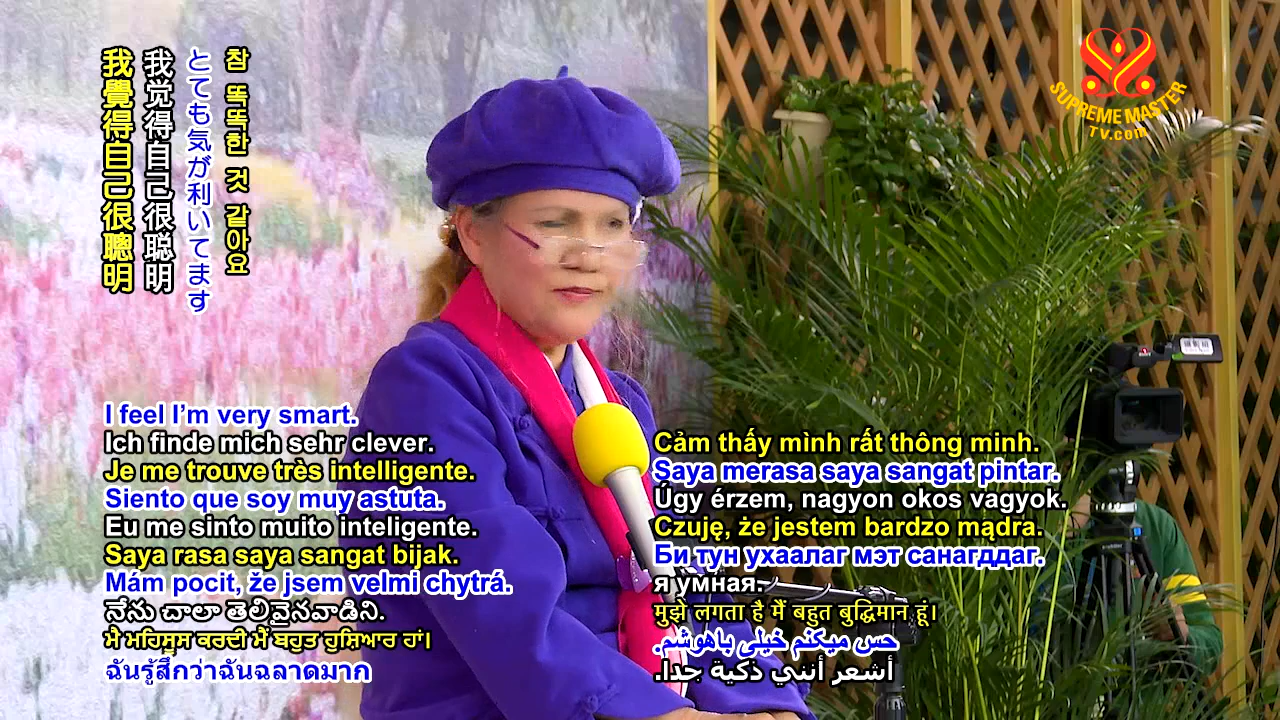 我覺得自己很聰明
我觉得自己很聪明
とても気が利いてます
참 똑똑한 것 같아요
SUPREME MASTER
TV.com
I feel I'm very smart.
Ich finde mich sehr clever.
Je me trouve très intelligente.
Siento que soy muy astuta.
Eu me sinto muito inteligente.
Saya rasa saya sangat bijak.
Mám pocit, že jsem velmi chytrá.
నేను చాలా తెలివైనవాడిని.
ਮੈਂ ਮਹਿਸੂਸ ਕਰਦੀ ਮੈਂ ਬਹੁਤ ਹੁਸ਼ਿਆਰ ਹਾਂ।
ฉันรู้สึกว่าฉันฉลาดมาก
Cảm thấy mình rất thông minh.
Saya merasa saya sangat pintar.
Úgy érzem, nagyon okos vagyok.
Czuję, że jestem bardzo mądra.
Би тун ухаалаг мэт санагддаг.
я умная.
मुझे लगता है मैं बहुत बुद्धिमान हूं।
حس میکنم خیلی باهوشم.
أشعر أنني ذكية جدا.